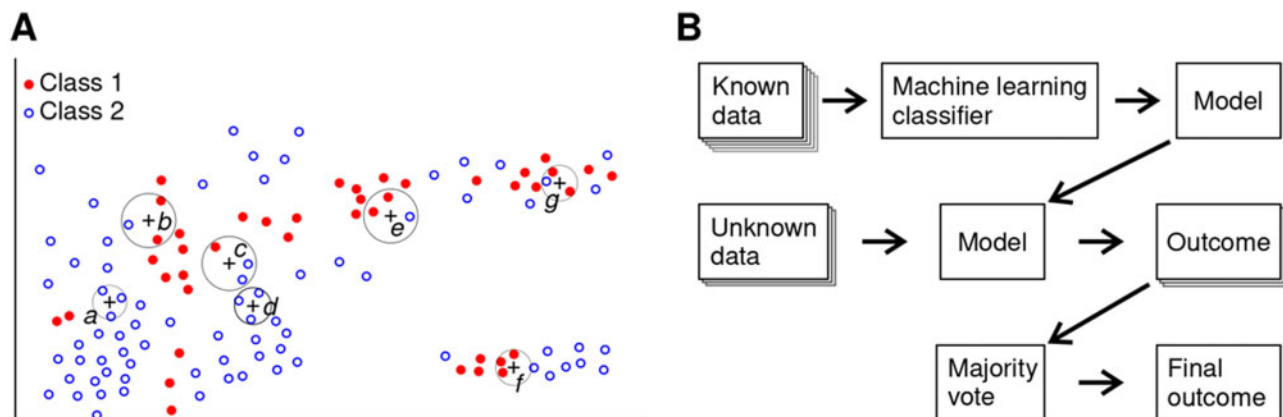 A
Class 1
Class 2
b
c
a
d
e
g
f
B
Known
data
Machine learning
classifier
Model
Unknown
data
Model
Outcome
Majority
vote
Final
outcome